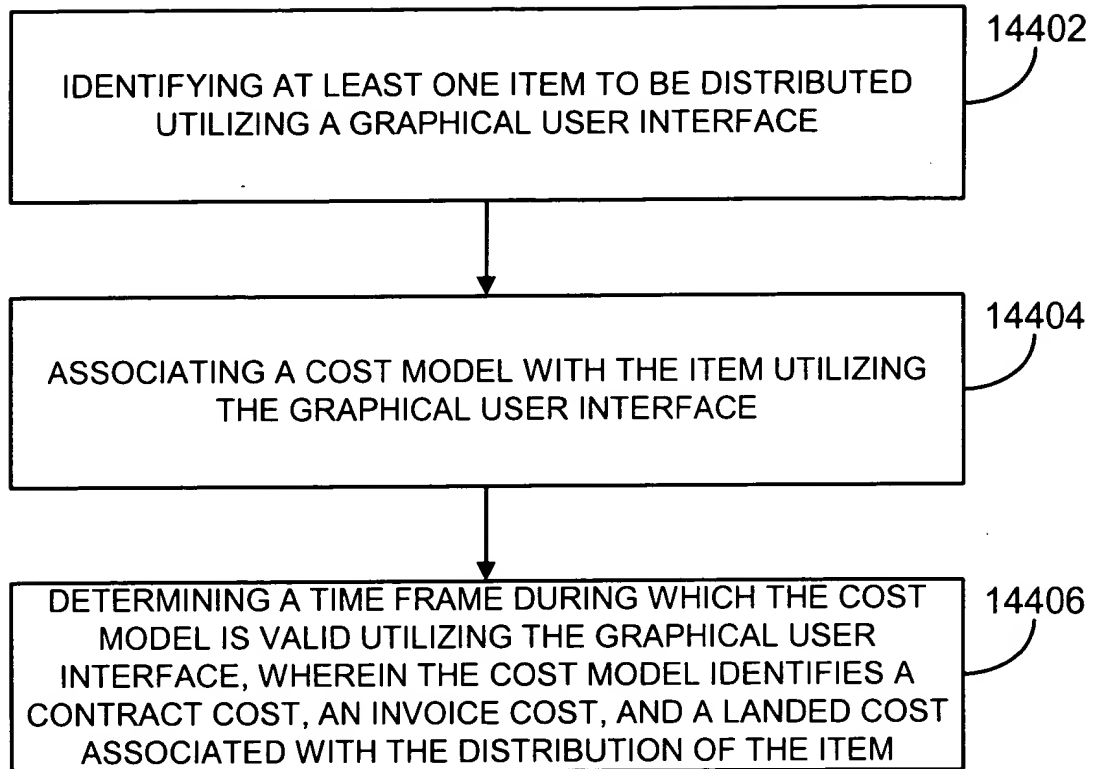 14402
IDENTIFYING AT LEAST ONE ITEM TO BE DISTRIBUTED
UTILIZING A GRAPHICAL USER INTERFACE
14404
ASSOCIATING A COST MODEL WITH THE ITEM UTILIZING
THE GRAPHICAL USER INTERFACE
14406
DETERMINING A TIME FRAME DURING WHICH THE COST
MODEL IS VALID UTILIZING THE GRAPHICAL USER
INTERFACE, WHEREIN THE COST MODEL IDENTIFIES A
CONTRACT COST, AN INVOICE COST, AND A LANDED COST
ASSOCIATED WITH THE DISTRIBUTION OF THE ITEM